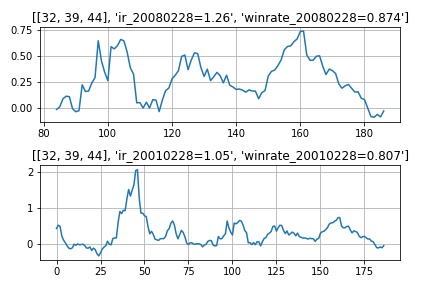 [[32, 39, 44], 'ir_20080228=1.26', 'winrate_20080228=0.874']
0.75
0.50
0.25
0.00
80 100 120 140 160 180
[[32, 39, 44], 'ir_20010228=1.05', 'winrate_20010228=0.807']
2
1
0
0 25 50 75 100 125 150 175